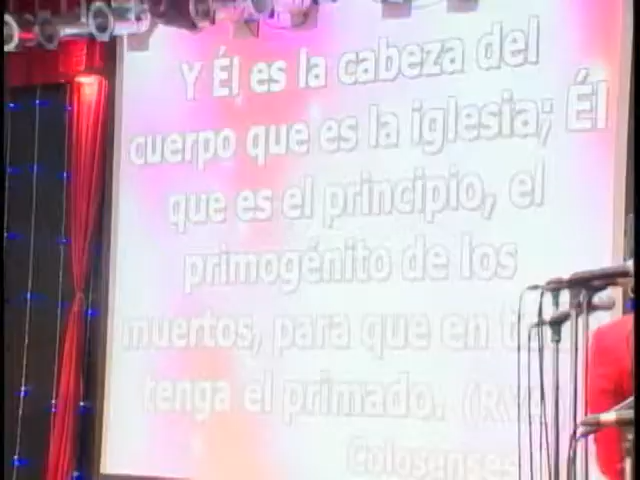 Y Él es la cabeza del
cuerpo que es la iglesia; Él
que es el principio, el
primogénito de los
muertos, para que en
tenga el primado.
Colosenses